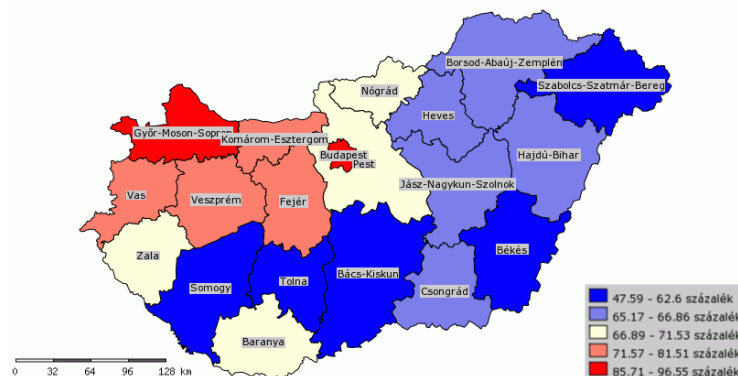 Borsod-Abaúj-Zemplén
Szabolcs-Szatmár-Bereg
Nógrád
Heves
Győr-Moson-Sopron
Komárom-Esztergom
Budapest
Pest
Hajdú-Bihar
Jász-Nagykun-Szolnok
Vas
Veszprém
Fejér
Zala
Somogy
Tolna
Bács-Kiskun
Békés
Csongrád
Baranya
47.59 - 62.6 százalék
65.17 - 66.86 százalék
66.89 - 71.53 százalék
71.57 - 81.51 százalék
85.71 - 96.55 százalék
0 32 64 96 128 km